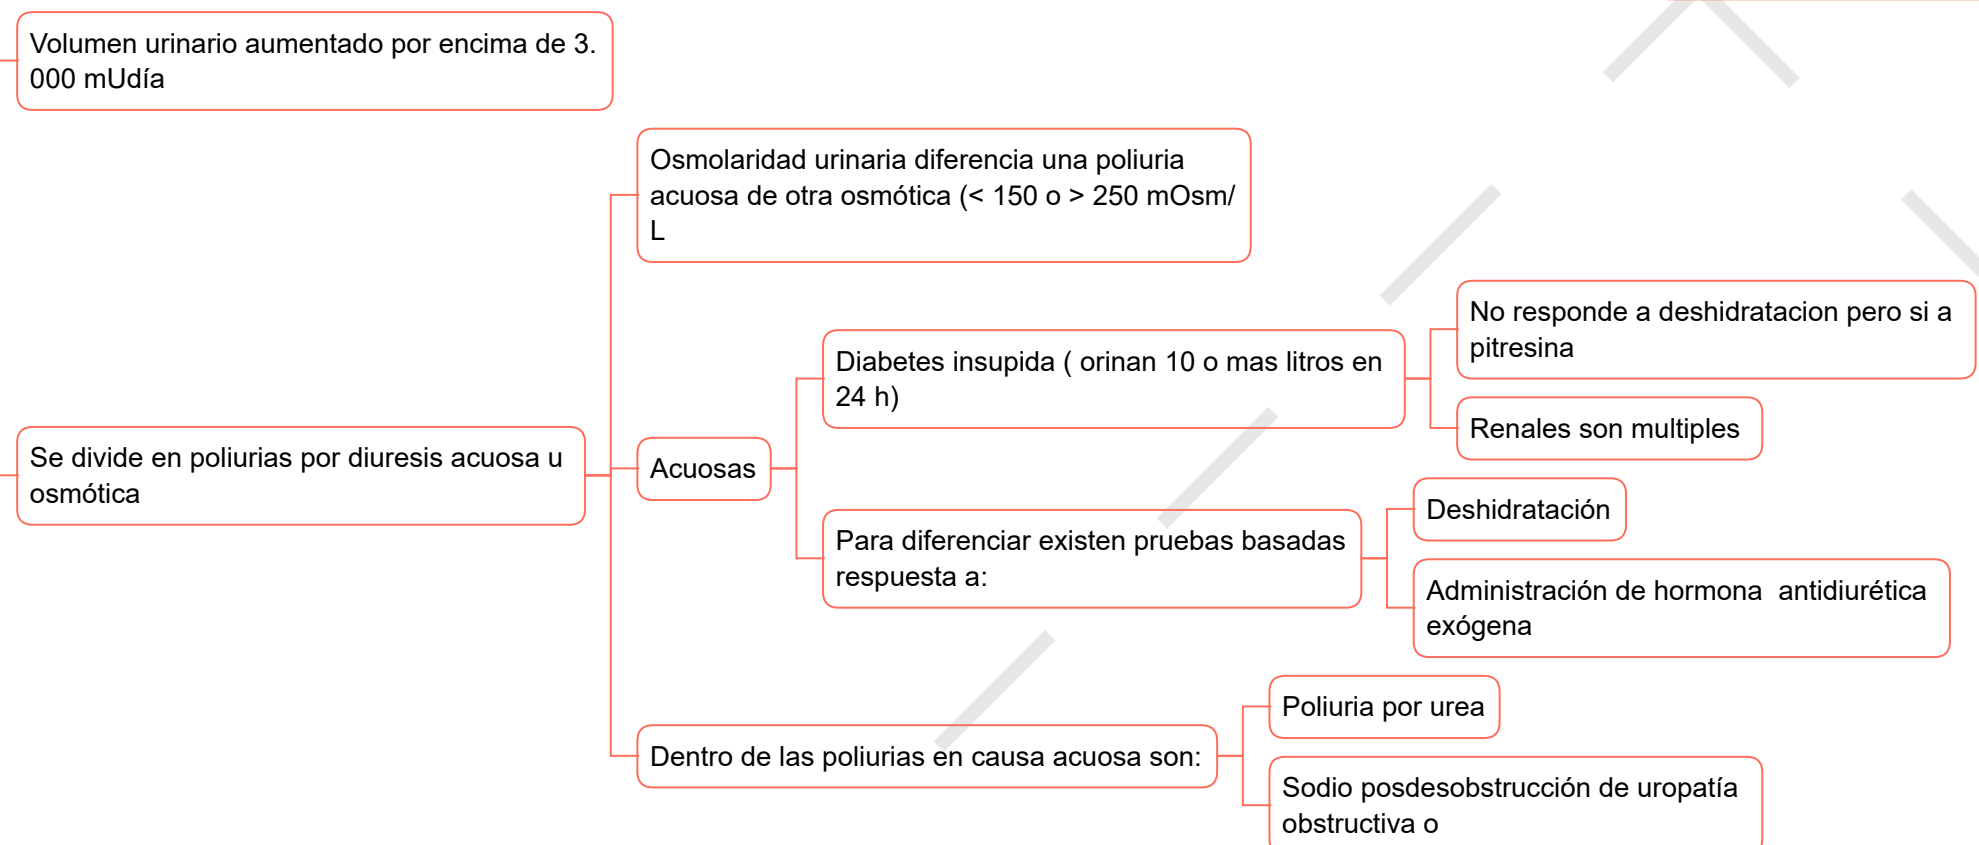 Volumen urinario aumentado por encima de 3.
000 mUdía
Osmolaridad urinaria diferencia una poliuria
acuosa de otra osmótica (< 150 o > 250 mOsm/
L
No responde a deshidratacion pero si a
pitresina
Diabetes insupida ( orinan 10 o mas litros en
24 h)
Renales son multiples
Se divide en poliurias por diuresis acuosa u
osmótica
Acuosas
Deshidratación
Para diferenciar existen pruebas basadas
respuesta a:
Administración de hormona  antidiurética
exógena
Poliuria por urea
Dentro de las poliurias en causa acuosa son:
Sodio posdesobstrucción de uropatía
obstructiva o